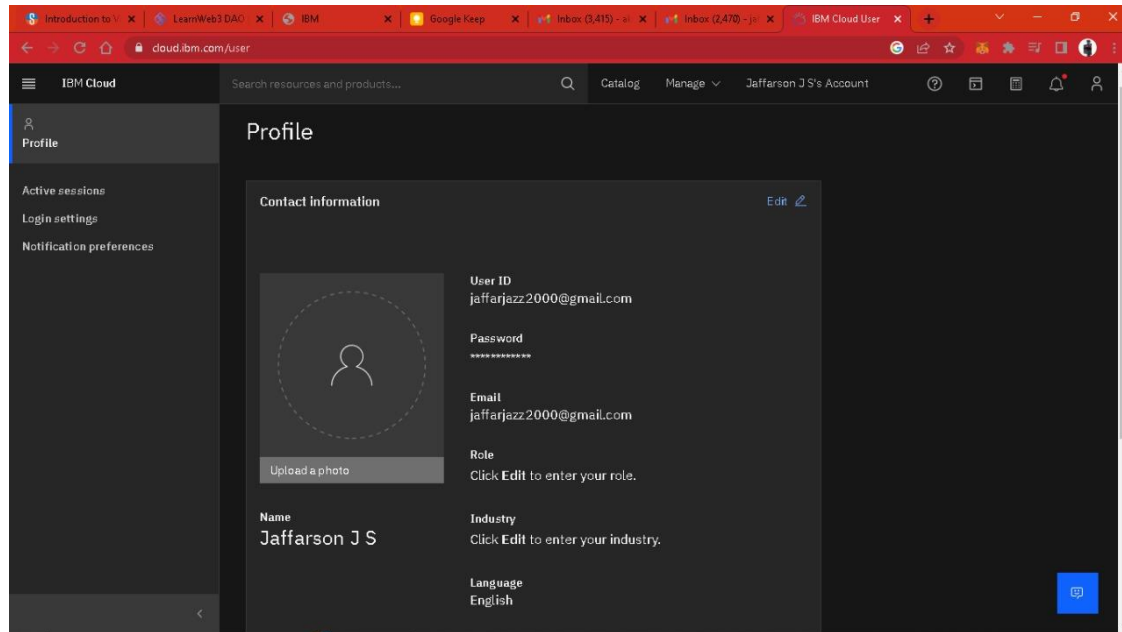 Introduction to V
LearnWeb3 DAO
IBM
Google Keep
Inbox (3,415) - al
Inbox (2,470) - ja
IBM Cloud User
cloud.ibm.com/user
IBM Cloud
Search resources and products...
Catalog
Manage
Jaffarson J S's Account
Profile
Active sessions
Login settings
Notification preferences
Profile
Contact information
Edit
Upload a photo
Name
Jaffarson J S
User ID
jaffarjazz2000@gmail.com
Password
************
Email
jaffarjazz2000@gmail.com
Role
Click Edit to enter your role.
Industry
Click Edit to enter your industry.
Language
English